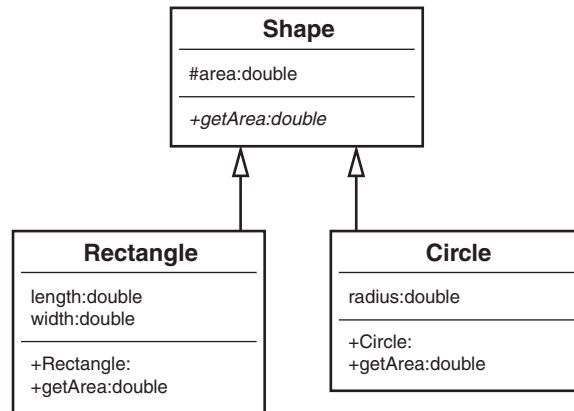 Shape
#area:double
+getArea:double
Rectangle
length:double
width:double
+Rectangle:
+getArea:double
Circle
radius:double
+Circle:
+getArea:double